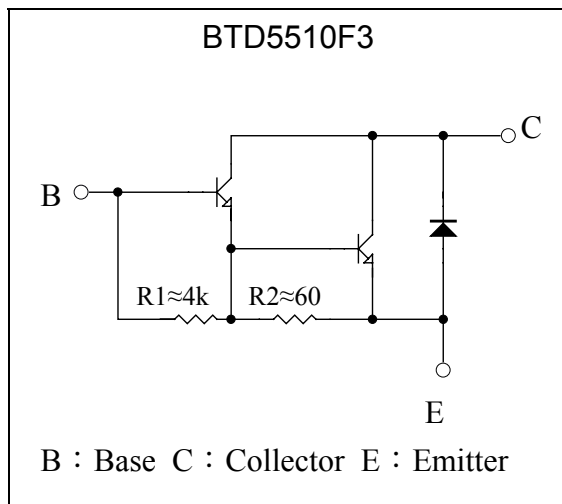 BTD5510F3
C
B
R1≈4k R2≈60
E
B：Base C：Collector E：Emitter